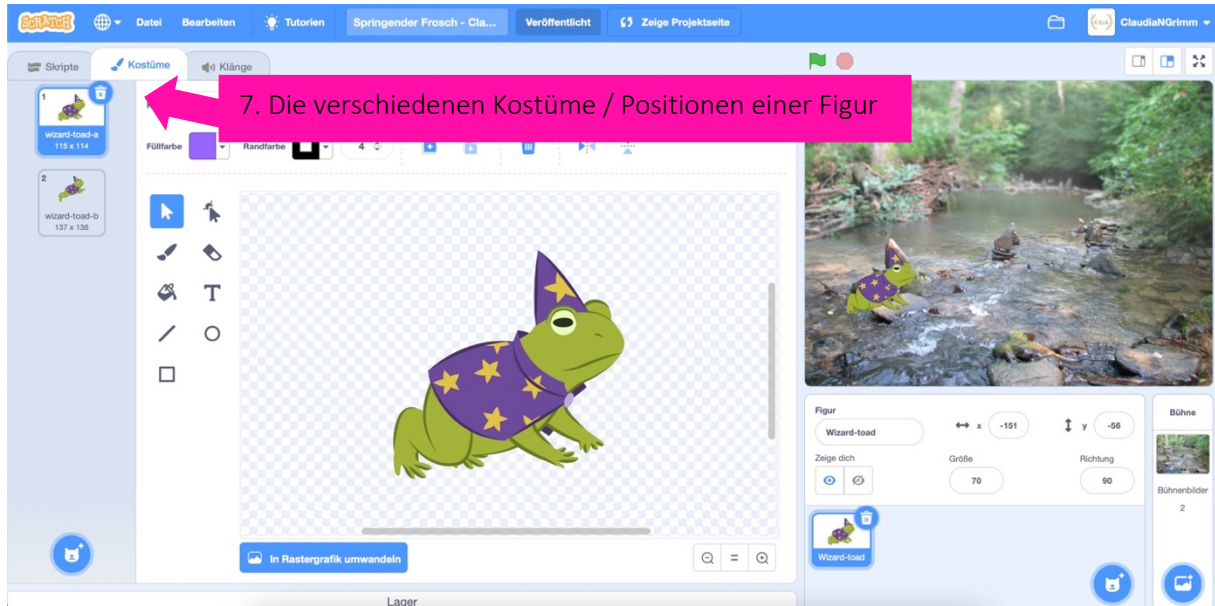 SCRATCH
Datei Bearbeiten Tutorien Springender Frosch - Cla... Veröffentlicht Zeige Projektseite ClaudiaNGrimm
Skripte Kostüme Klänge
7. Die verschiedenen Kostüme / Positionen einer Figur
1
wizard-toad-a
115 x 114
2
wizard-toad-b
137 x 138
Füllfarbe Randfarbe 4
T
In Rastergrafik umwandeln
=
Lager
Figur
Wizard-toad
x -151
y -56
Zeige dich
Größe
70
Richtung
90
Wizard-toad
Bühne
Bühnenbilder
2